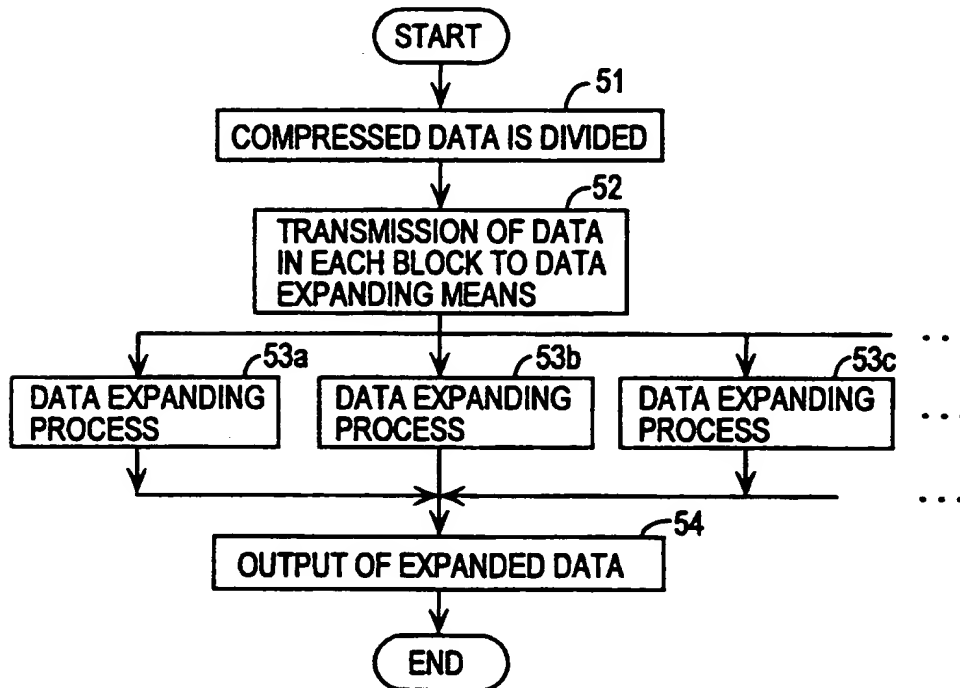 START
51
COMPRESSED DATA IS DIVIDED
52
TRANSMISSION OF DATA
IN EACH BLOCK TO DATA
EXPANDING MEANS
. .
53a
DATA EXPANDING
PROCESS
53b
DATA EXPANDING
PROCESS
53c
DATA EXPANDING
PROCESS
. . .
. . .
54
OUTPUT OF EXPANDED DATA
END